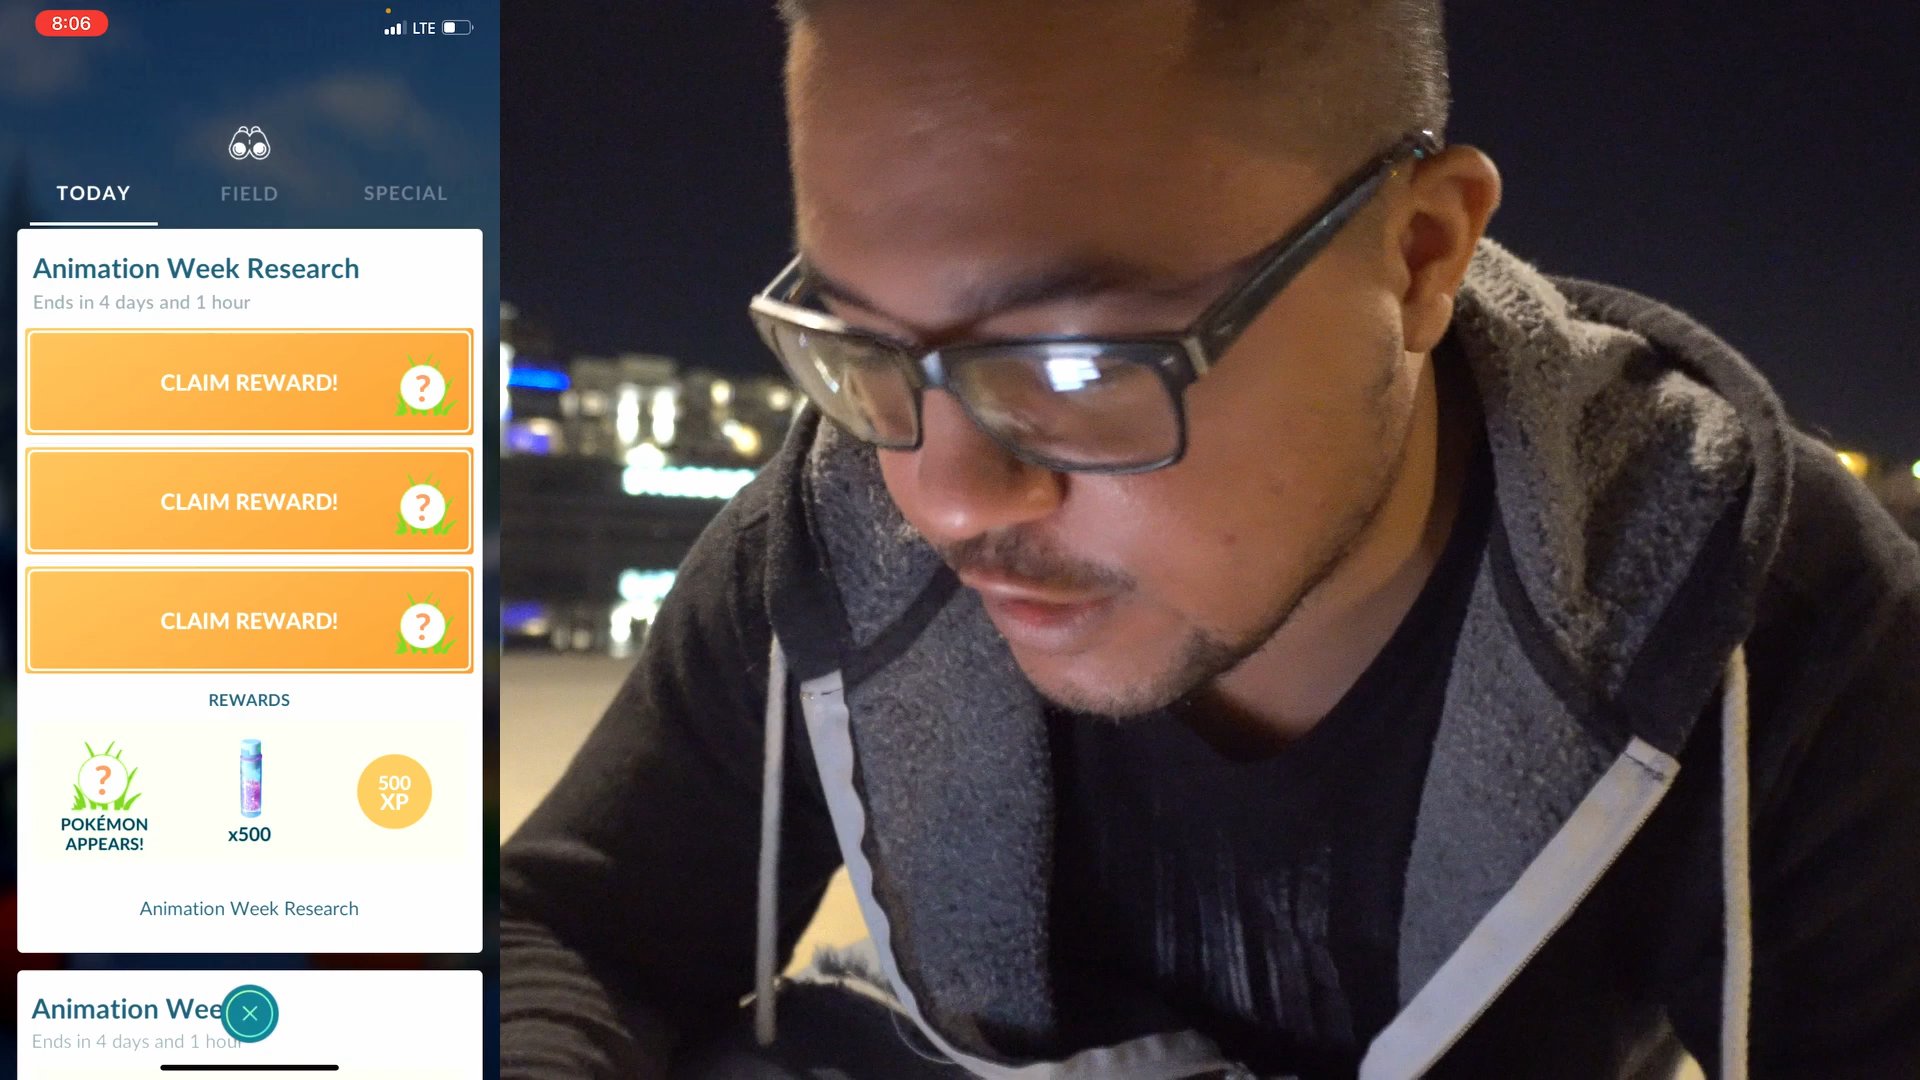 8:06
LTE
TODAY
FIELD
SPECIAL
Animation Week Research
Ends in 4 days and 1 hour
CLAIM REWARD!
?
CLAIM REWARD!
?
CLAIM REWARD!
?
REWARDS
?
POKÉMON
APPEARS!
x500
500
XP
Animation Week Research
Animation Wee
Ends in 4 days and 1 hour